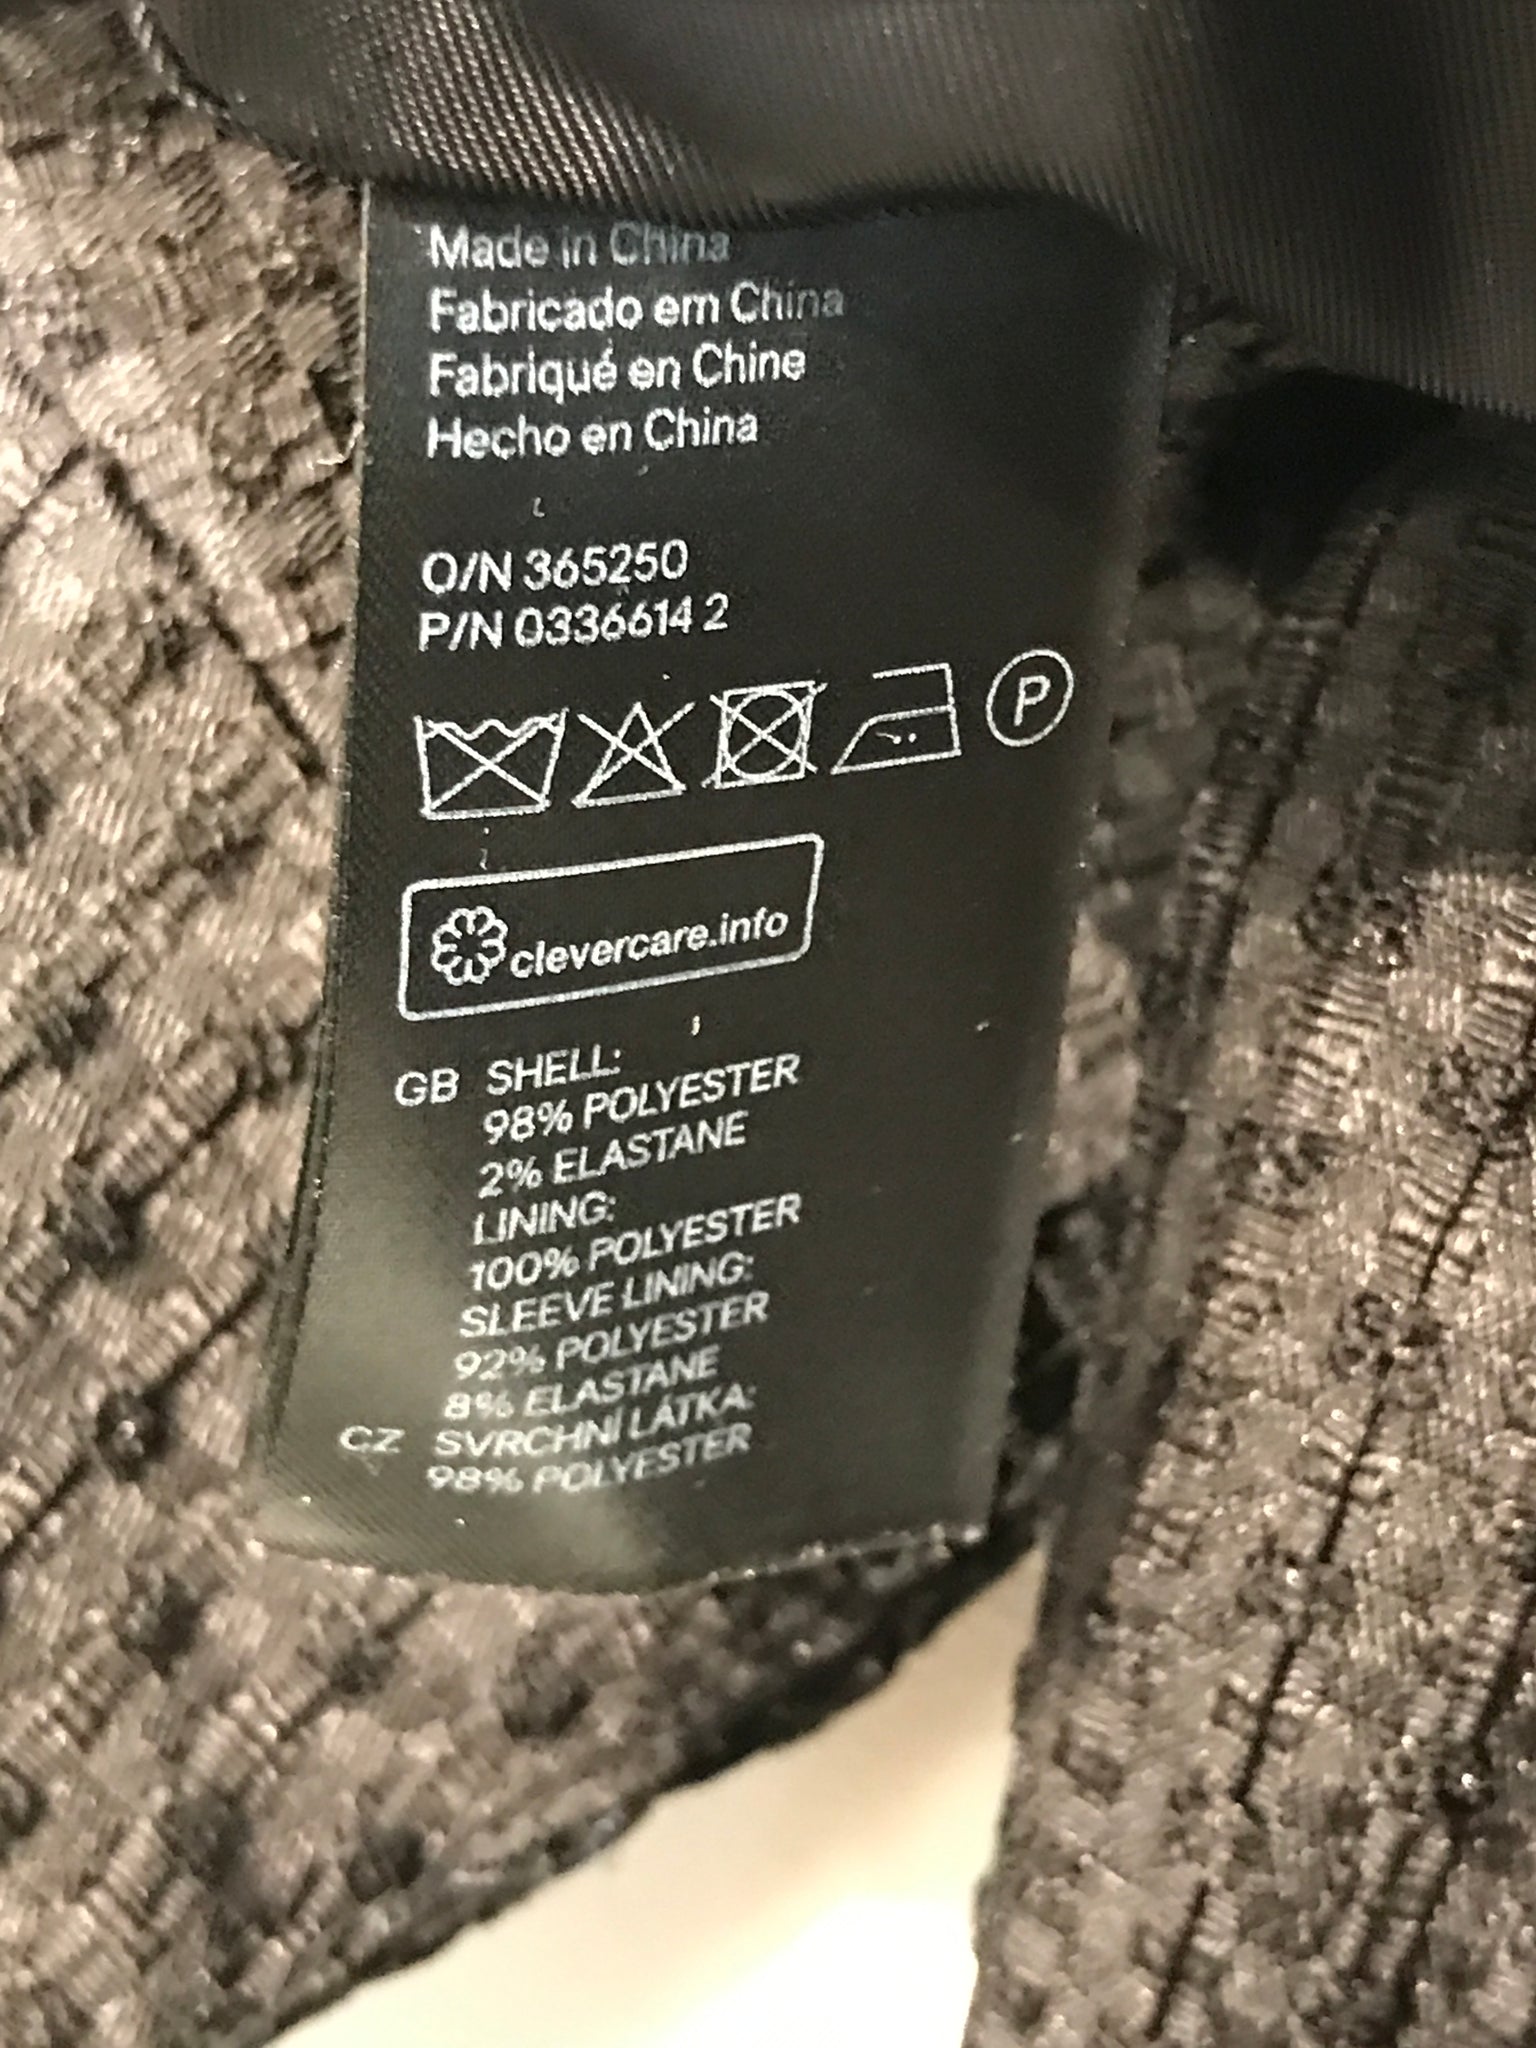 Made in China
Fabricado em China
Fabriqué en Chine
Hecho en China
O/N 365250
P/N 0336614 2
P
clevercare.info
GB SHELL:
98% POLYESTER
2% ELASTANE
LINING:
100% POLYESTER
SLEEVE LINING:
92% POLYESTER
8% ELASTANE
CZ SVRCHNÍ LÁTKA:
98% POLYESTER